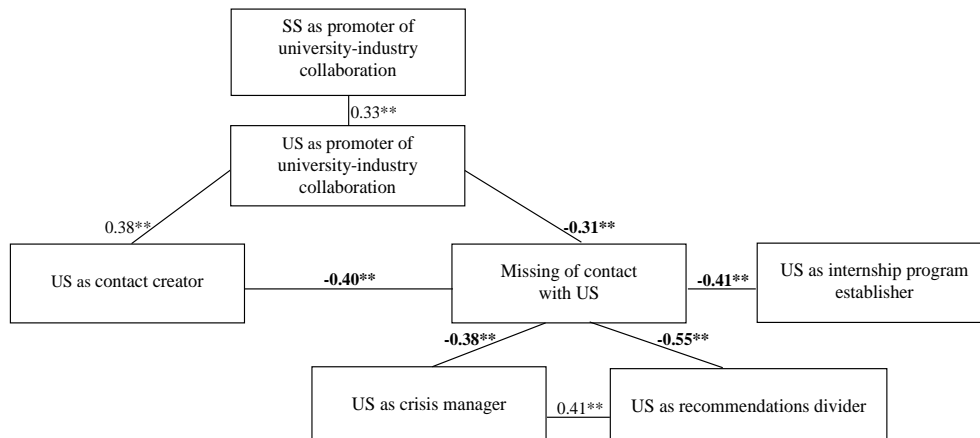 SS as promoter of
university-industry
collaboration
0.33**
US as promoter of
university-industry
collaboration
0.38**
-0.31**
US as contact creator
-0.40**
Missing of contact
with US
-0.41**
US as internship program
establisher
-0.38**
-0.55**
US as crisis manager
0.41**
US as recommendations divider